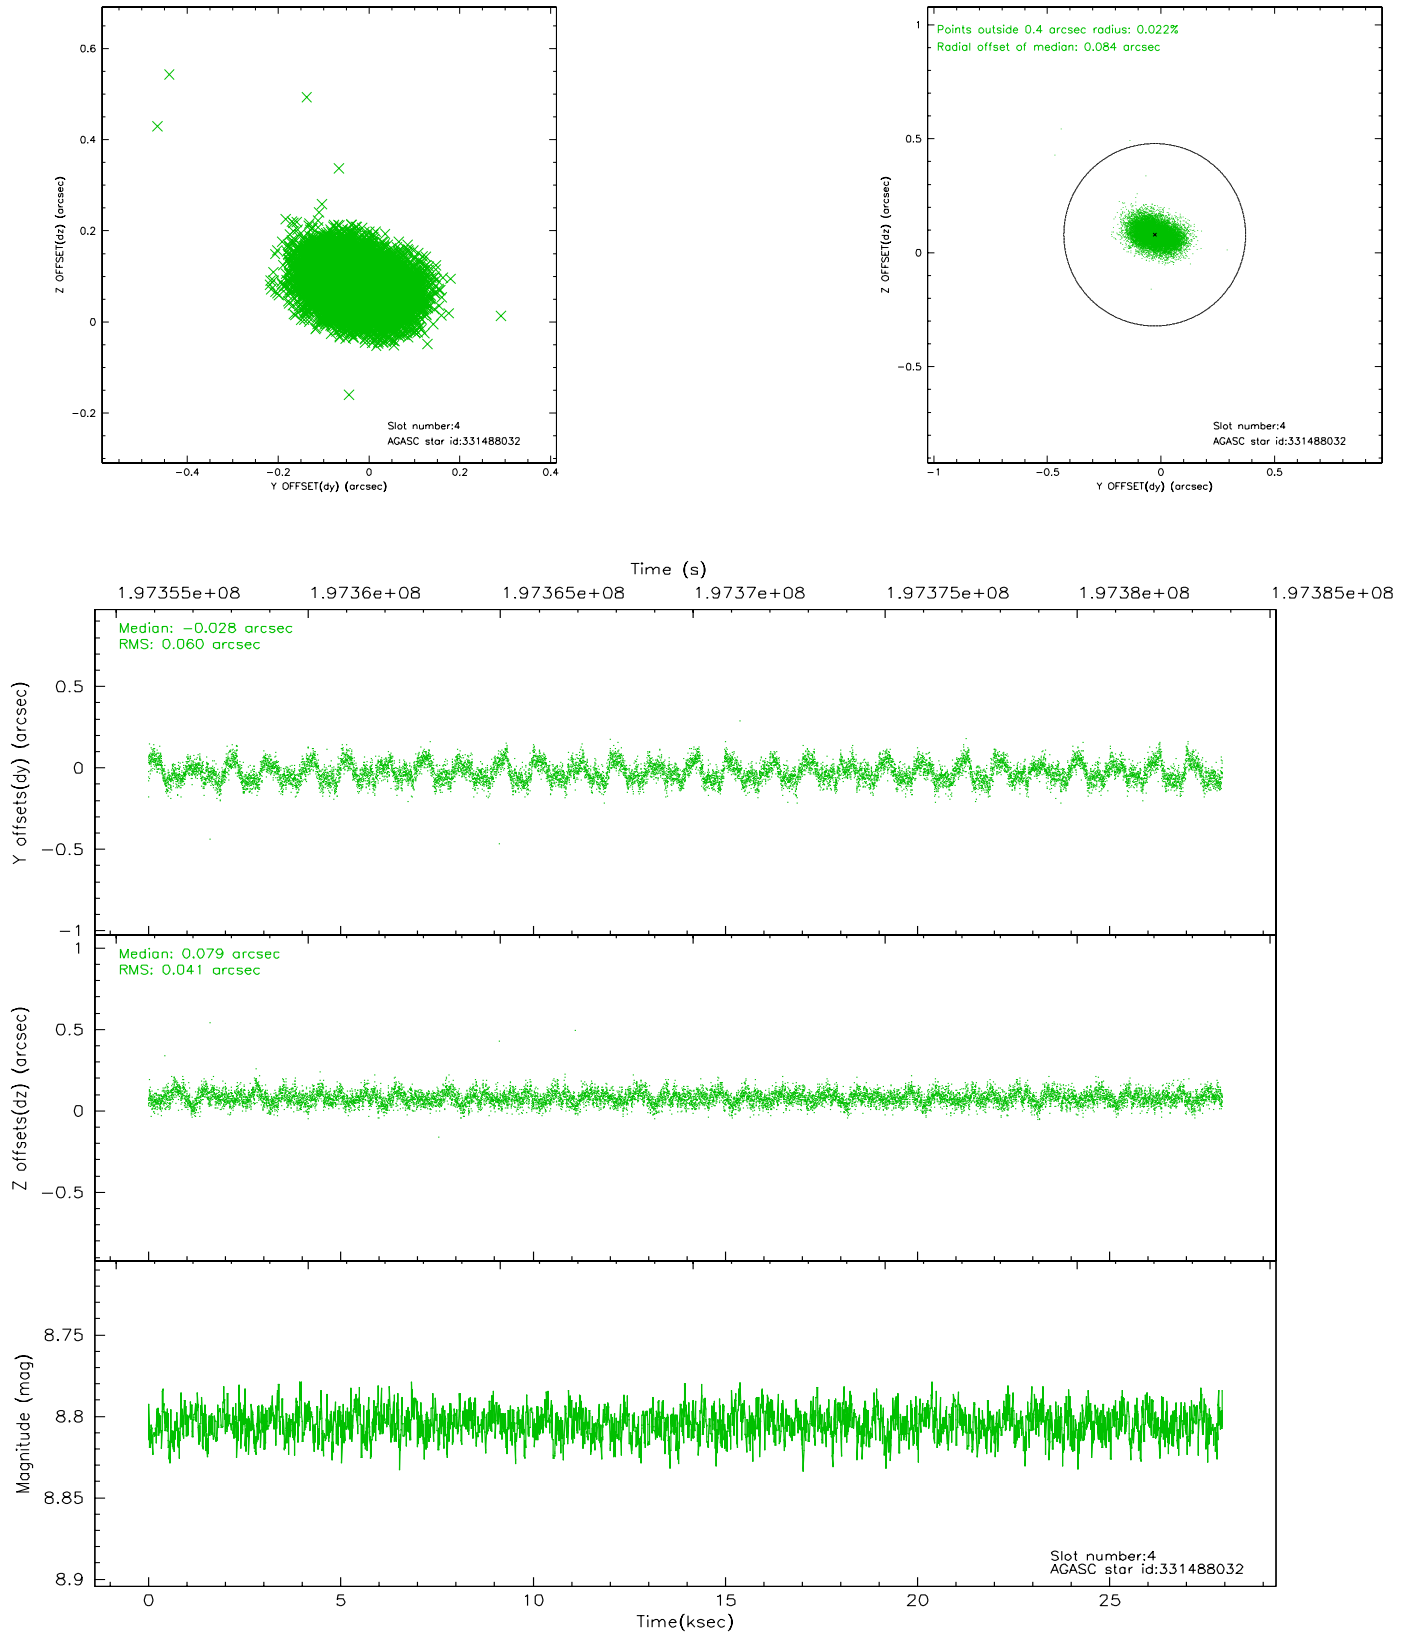 0.6
0.4
0.2
0
−0.2
Z OFFSET(dz) (arcsec)
Slot number:4
AGASC star id:331488032
−0.4 −0.2 0 0.2 0.4
Y OFFSET(dy) (arcsec)
Points outside 0.4 arcsec radius: 0.022%
Radial offset of median: 0.084 arcsec
1
0.5
0
−0.5
Z OFFSET(dz) (arcsec)
Slot number:4
AGASC star id:331488032
−1 −0.5 0 0.5
Y OFFSET(dy) (arcsec)
Time (s)
1.97355e+08 1.9736e+08 1.97365e+08 1.9737e+08 1.97375e+08 1.9738e+08 1.97385e+08
Median: −0.028 arcsec
RMS: 0.060 arcsec
0.5
0
−0.5
−1
Y offsets(dy) (arcsec)
Median: 0.079 arcsec
RMS: 0.041 arcsec
1
0.5
0
−0.5
Z offsets(dz) (arcsec)
8.75
8.8
8.85
8.9
Magnitude (mag)
Slot number:4
AGASC star id:331488032
0 5 10 15 20 25
Time(ksec)